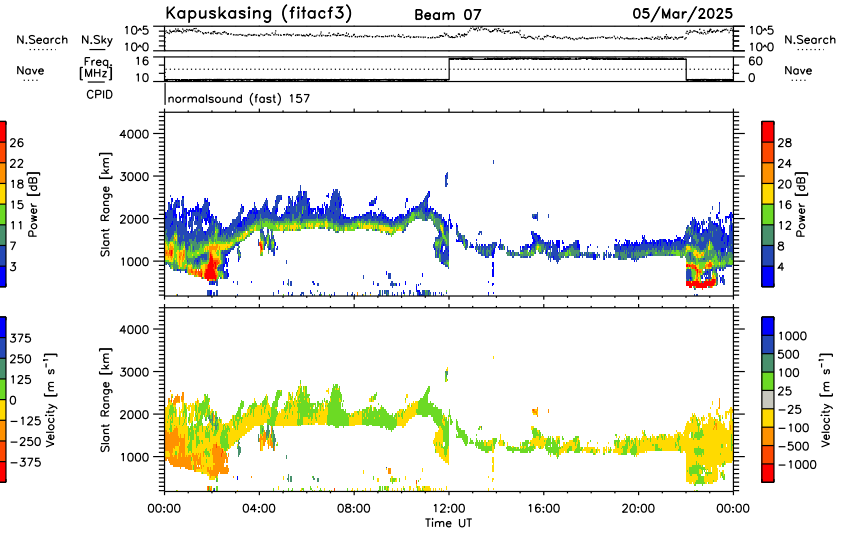 Kapuskasing (fitacf3) Beam 07 05/Mar/2025
N.Search N.Sky 10^5 10^0 10^5 10^0 N.Search
Nave Freq. [MHz] 16 10 60 0 Nave
CPID normalsound (fast) 157
Power [dB] 26 22 18 15 11 7 3
Slant Range [km] 4000 3000 2000 1000
28 24 20 16 12 8 4 Power [dB]
Velocity [m s⁻¹] 375 250 125 0 −125 −250 −375
Slant Range [km] 4000 3000 2000 1000
1000 500 100 25 −25 −100 −500 −1000 Velocity [m s⁻¹]
00:00 04:00 08:00 12:00 16:00 20:00 00:00
Time UT